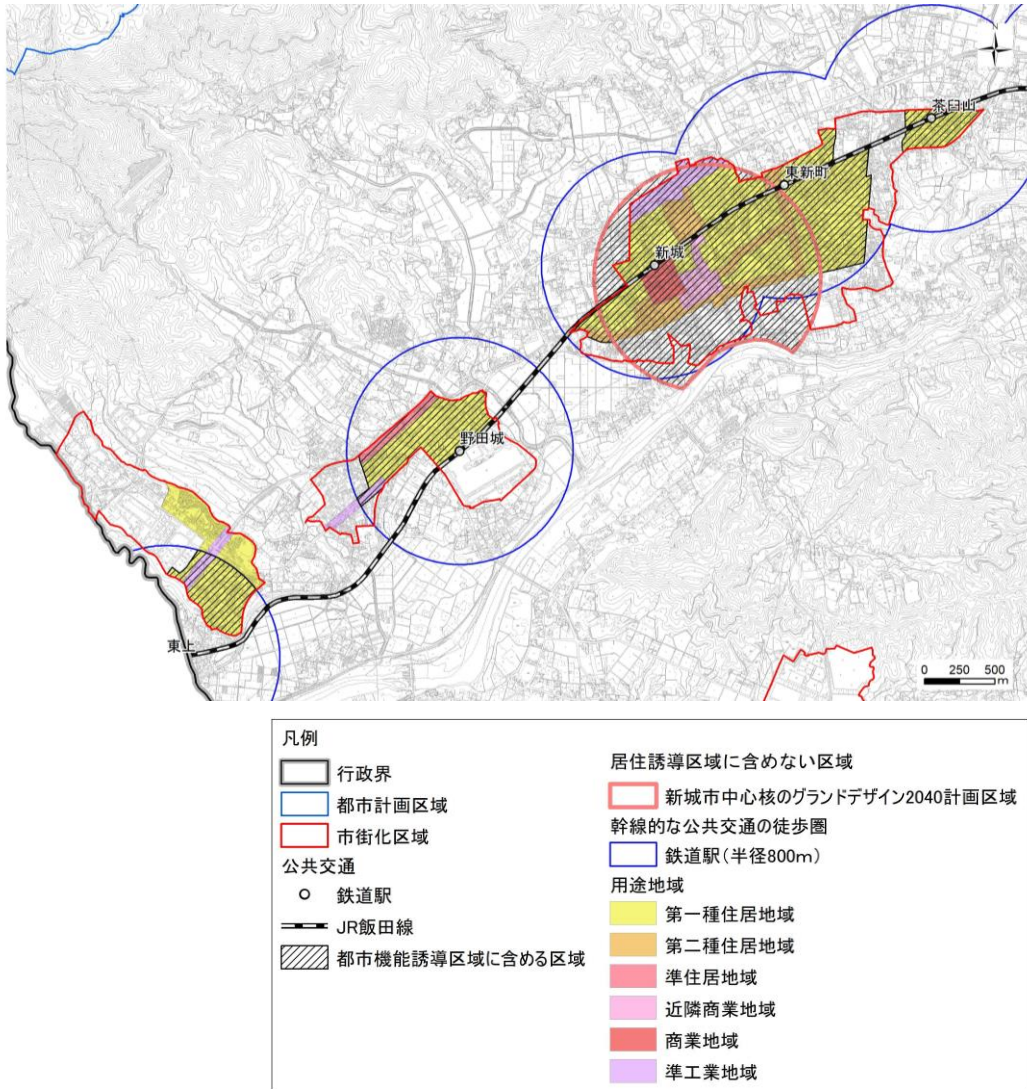 N
茶臼山
東新町
新城
野田城
東上
0 250 500
m
凡例
行政界
都市計画区域
市街化区域
公共交通
鉄道駅
JR飯田線
都市機能誘導区域に含める区域
居住誘導区域に含めない区域
新城市中心核のグランドデザイン2040計画区域
幹線的な公共交通の徒歩圏
鉄道駅(半径800m)
用途地域
第一種住居地域
第二種住居地域
準住居地域
近隣商業地域
商業地域
準工業地域